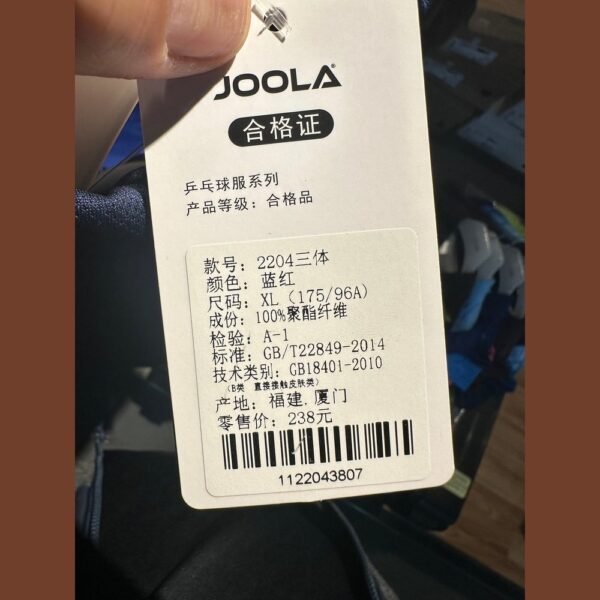 JOOLA®
合格证
乒乓球服系列
产品等级：合格品
款号：2204三体
颜色：蓝红
尺码：XL（175/96A）
成份：100%聚酯纤维
检验：A-1
标准：GB/T22849-2014
技术类别：GB18401-2010
（B类 直接接触皮肤类）
产地：福建.厦门
零售价：238元
1122043807